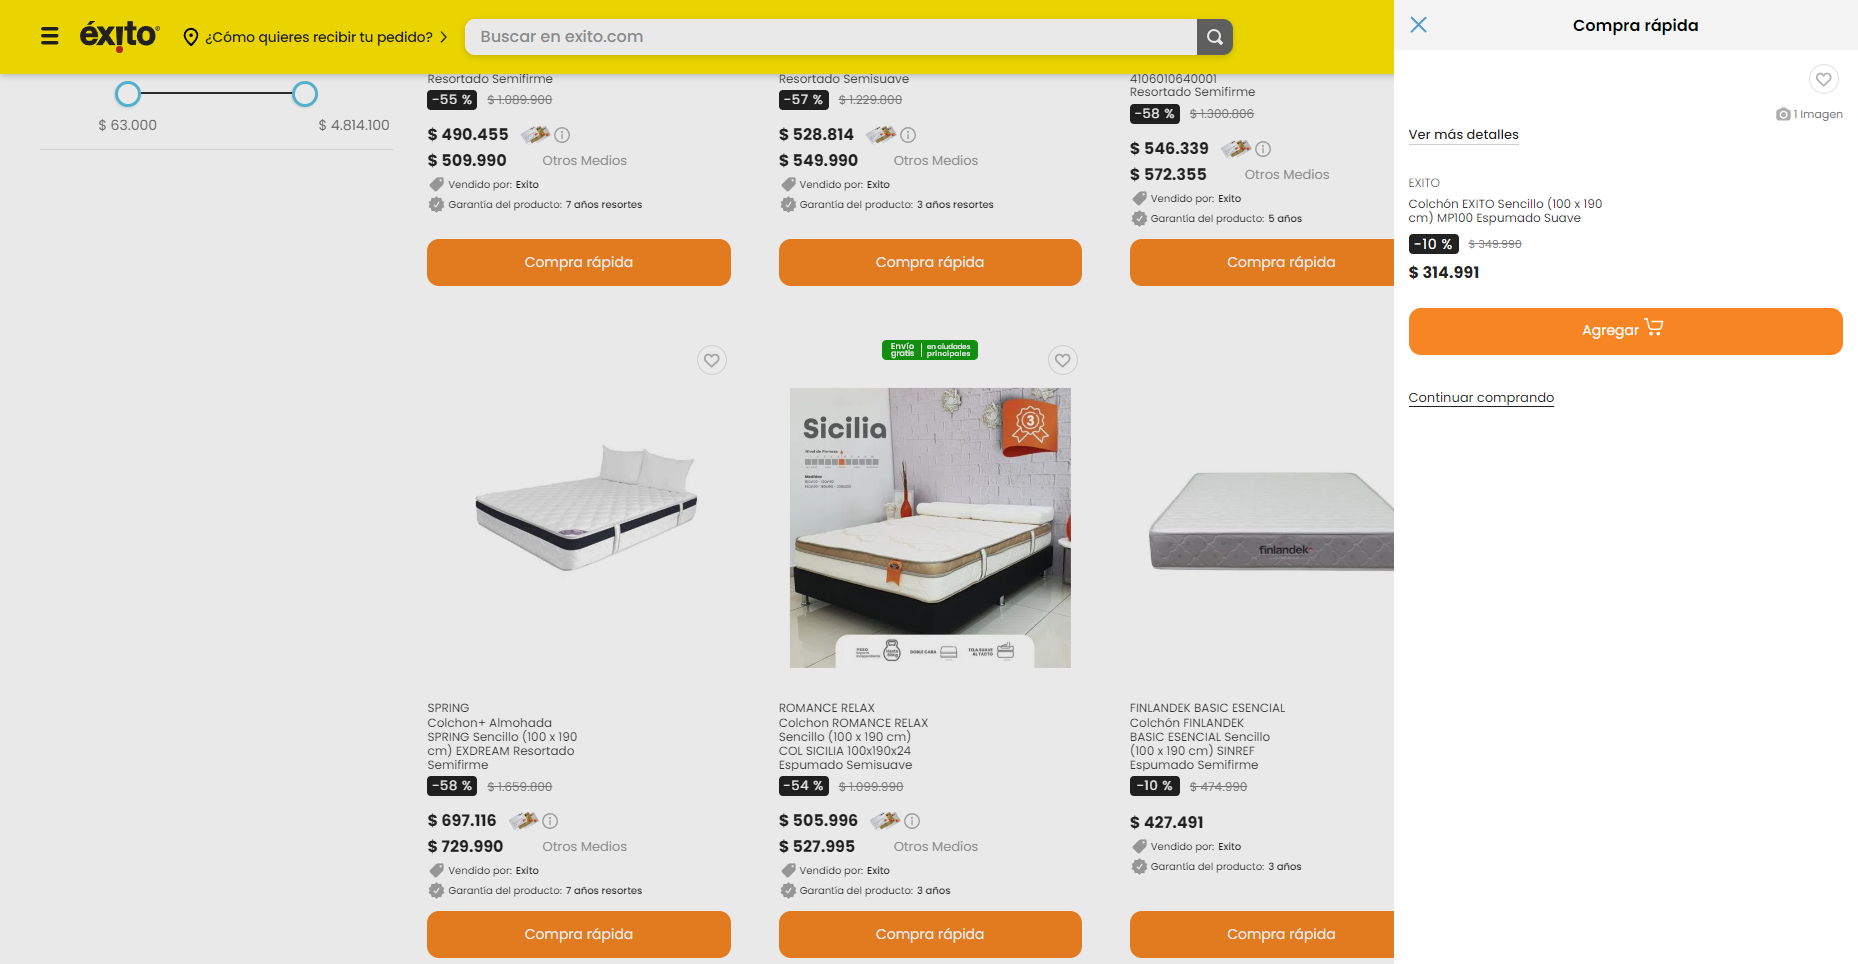 éxito
¿Cómo quieres recibir tu pedido?
Buscar en exito.com
$ 63.000
$ 4.814.100
Resortado Semifirme
-55 % $ 1.089.900
$ 490.455
$ 509.990 Otros Medios
Vendido por: Exito
Garantía del producto: 7 años resortes
Compra rápida
Resortado Semisuave
-57 % $ 1.229.800
$ 528.814
$ 549.990 Otros Medios
Vendido por: Exito
Garantía del producto: 3 años resortes
Compra rápida
4106010640001
Resortado Semifirme
-58 % $ 1.300.806
$ 546.339
$ 572.355 Otros Medios
Vendido por: Exito
Garantía del producto: 5 años
Compra rápida
SPRING
Colchon+ Almohada
SPRING Sencillo (100 x 190
cm) EXDREAM Resortado
Semifirme
-58 % $ 1.659.800
$ 697.116
$ 729.990 Otros Medios
Vendido por: Exito
Garantía del producto: 7 años resortes
Compra rápida
Envío
gratis
en ciudades
principales
Sicilia
3
Nivel de Firmeza
Medidas
DOBLE CARA
TELA SUAVE
AL TACTO
ROMANCE RELAX
Colchon ROMANCE RELAX
Sencillo (100 x 190 cm)
COL SICILIA 100x190x24
Espumado Semisuave
-54 % $ 1.099.990
$ 505.996
$ 527.995 Otros Medios
Vendido por: Exito
Garantía del producto: 3 años
Compra rápida
finlandek
FINLANDEK BASIC ESENCIAL
Colchón FINLANDEK
BASIC ESENCIAL Sencillo
(100 x 190 cm) SINREF
Espumado Semifirme
-10 % $ 474.990
$ 427.491
Vendido por: Exito
Garantía del producto: 3 años
Compra rápida
Compra rápida
1 Imagen
Ver más detalles
EXITO
Colchón EXITO Sencillo (100 x 190
cm) MP100 Espumado Suave
-10 % $ 349.990
$ 314.991
Agregar
Continuar comprando